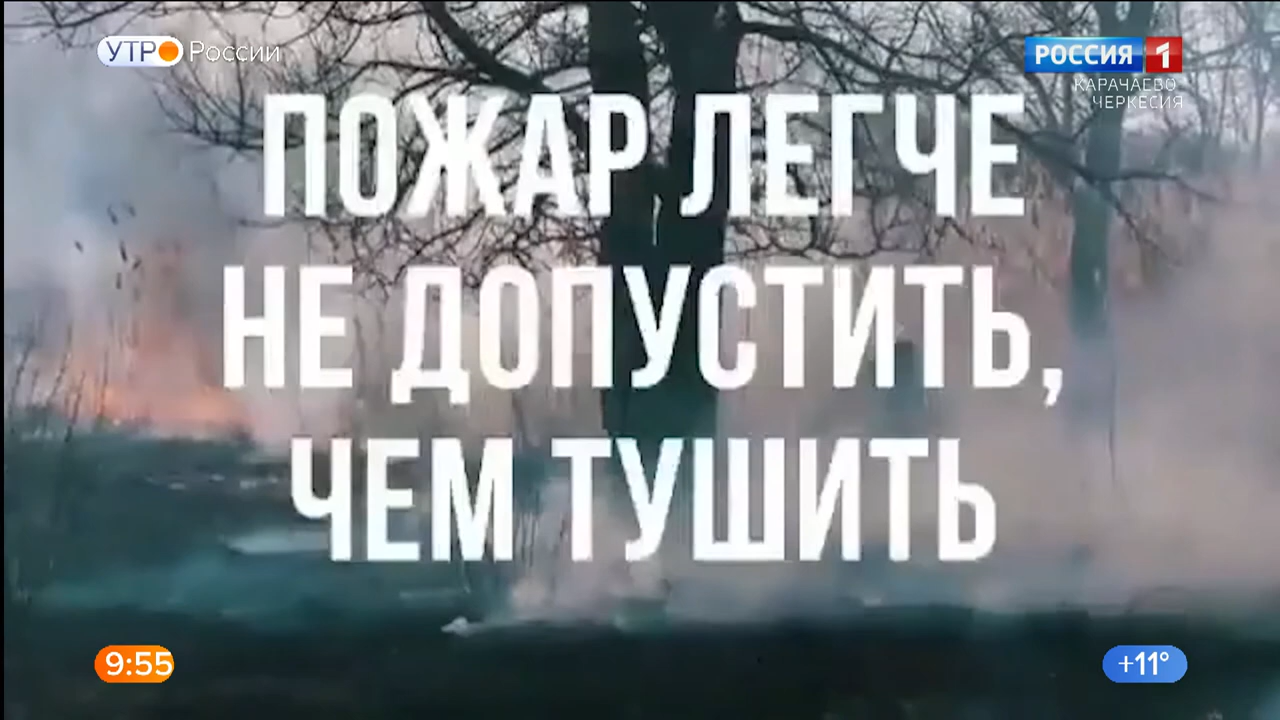 УТРО России
РОССИЯ 1
КАРАЧАЕВО
ЧЕРКЕСИЯ
ПОЖАР ЛЕГЧЕ
НЕ ДОПУСТИТЬ,
ЧЕМ ТУШИТЬ
9:55
+11°